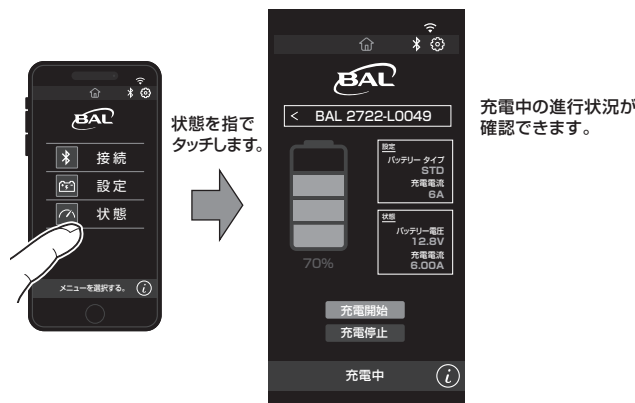 BAL
接続
設定
状態
メニューを選択する。 i
状態を指で
タッチします。
BAL
< BAL 2722-L0049
設定
バッテリー タイプ
STD
充電電流
6A
状態
バッテリー電圧
12.8V
充電電流
6.00A
70%
充電開始
充電停止
充電中 i
充電中の進行状況が
確認できます。